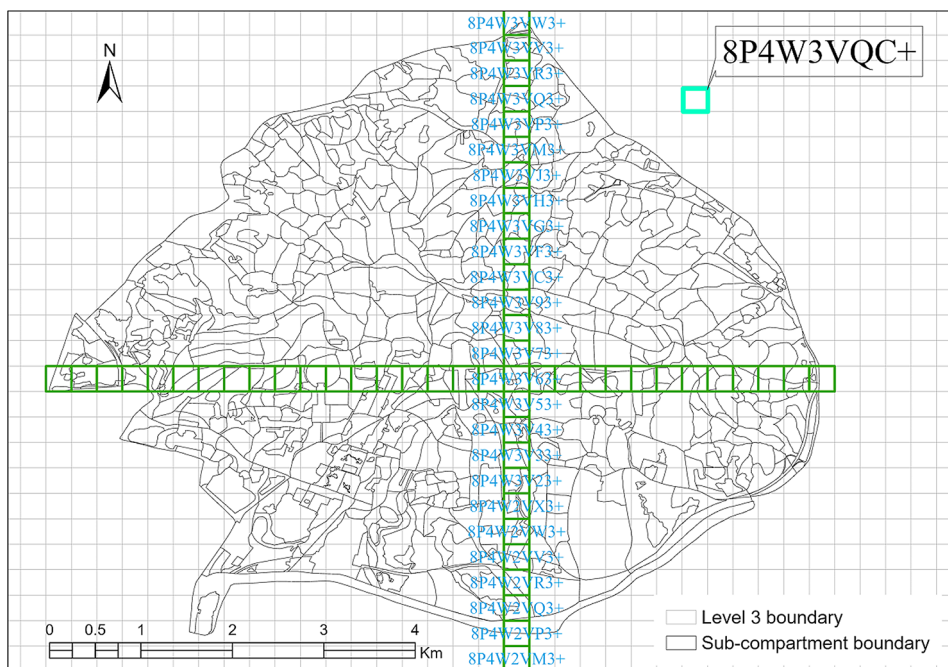 8P4W3VW3+
8P4W3VV3+
8P4W3VQC+
N
8P4W3VR3+
8P4W3VQ3+
8P4W3VP3+
8P4W3VM3+
8P4W3VJ3+
8P4W3VH3+
8P4W3VG3+
8P4W3VF3+
8P4W3VC3+
8P4W3V93+
8P4W3V83+
8P4W3V73+
8P4W3V63+
8P4W3V53+
8P4W3V43+
8P4W3V33+
8P4W3V23+
8P4W2VX3+
8P4W2VW3+
8P4W2VV3+
8P4W2VR3+
8P4W2VQ3+
8P4W2VP3+
8P4W2VM3+
0 0.5 1 2 3 4
Km
Level 3 boundary
Sub-compartment boundary